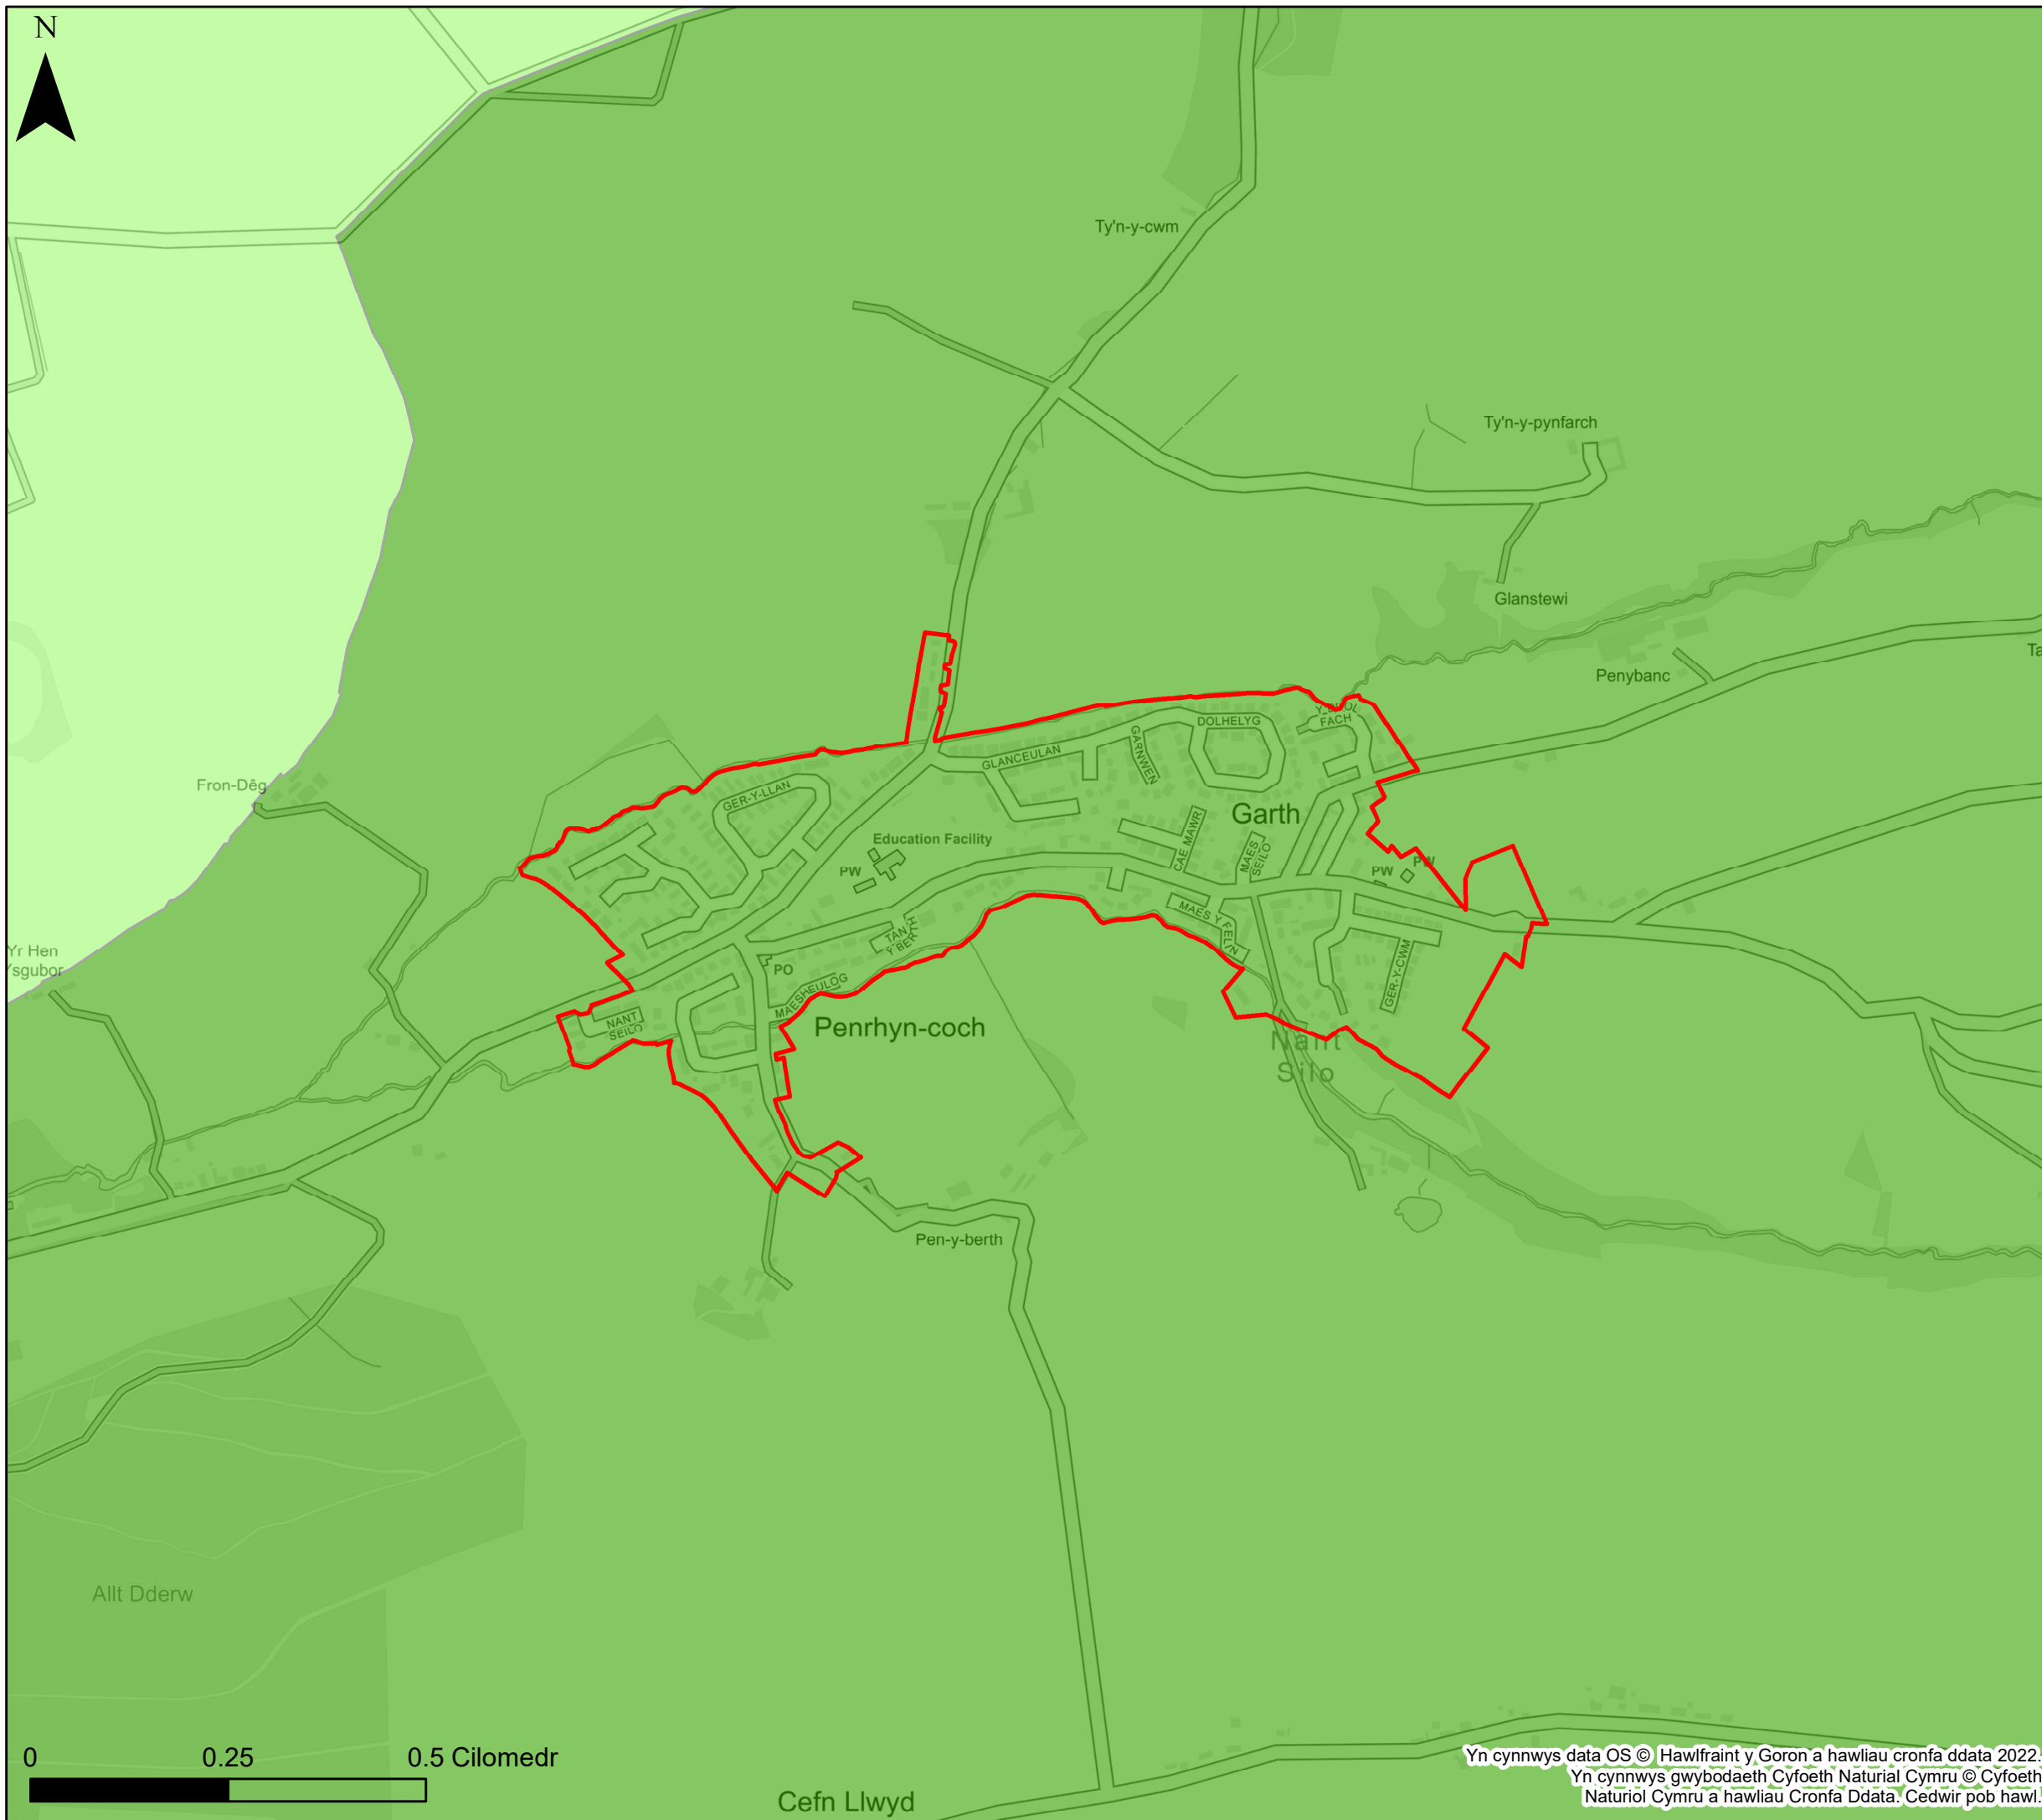 N
Ty'n-y-cwm
Ty'n-y-pynfarch
Glanstewi
Penybanc
Ta
Y DDOL
FACH
DOLHELYG
GARNWEN
GLANCEULAN
Fron-Dêg
GER-Y-LLAN
Garth
Education Facility
CAE MAWR
MAES
SEILO
PW
PW
PW
MAES Y FELIN
TAN
Y BERTH
Yr Hen
Ysgubor
PO
GER-Y-CWM
MAESHEULOG
NANT
SEILO
Penrhyn-coch
Nant
Silo
Pen-y-berth
Allt Dderw
0 0.25 0.5 Cilomedr
Yn cynnwys data OS © Hawlfraint y Goron a hawliau cronfa ddata 2022.
Yn cynnwys gwybodaeth Cyfoeth Naturial Cymru © Cyfoeth
Naturiol Cymru a hawliau Cronfa Ddata. Cedwir pob hawl.
Cefn Llwyd